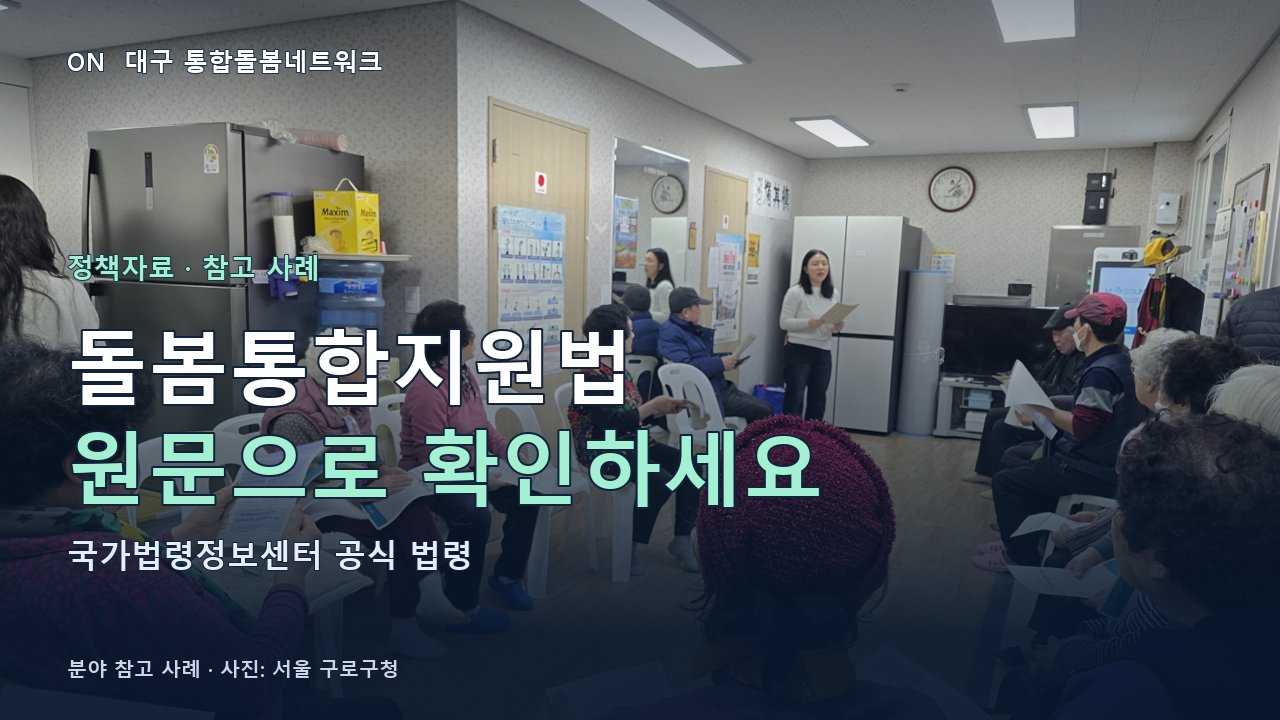 ON 대구 통합돌봄네트워크
Maxim
정책자료 · 참고 사례
돌봄통합지원법
원문으로 확인하세요
국가법령정보센터 공식 법령
분야 참고 사례 · 사진: 서울 구로구청